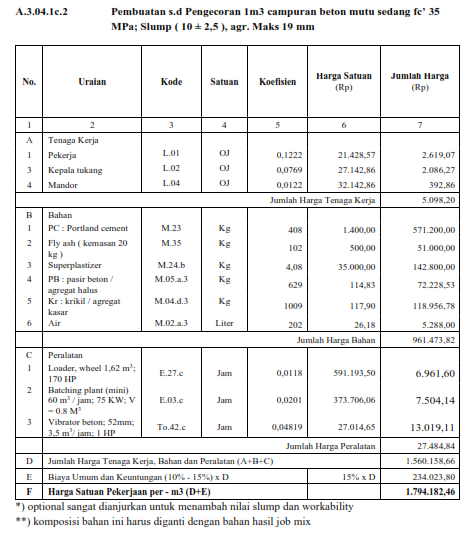 A.3.04.1c.2 Pembuatan s.d Pengecoran 1m3 campuran beton mutu sedang fc’ 35
MPa; Slump ( 10 ± 2,5 ), agr. Maks 19 mm
No. Uraian Kode Satuan Koefisien Harga Satuan (Rp) Jumlah Harga (Rp)
1 2 3 4 5 6 7
A Tenaga Kerja
1 Pekerja L.01 OJ 0,1222 21.428,57 2.619,07
3 Kepala tukang L.02 OJ 0,0769 27.142,86 2.086,27
4 Mandor L.04 OJ 0,0122 32.142,86 392,86
Jumlah Harga Tenaga Kerja 5.098,20
B Bahan
1 PC : Portland cement M.23 Kg 408 1.400,00 571.200,00
2 Fly ash ( kemasan 20 M.35 Kg 102 500,00 51.000,00
kg )
3 Superplastizer M.24.b Kg 4,08 35.000,00 142.800,00
4 PB : pasir beton / M.05.a.3 Kg 629 114,83 72.228,53
agregat halus
5 Kr : krikil / agregat M.04.d.3 Kg 1009 117,90 118.956,78
kasar
6 Air M.02.a.3 Liter 202 26,18 5.288,00
Jumlah Harga Bahan 961.473,82
C Peralatan
1 Loader, wheel 1,62 m³; E.27.c Jam 0,0118 591.193,50 6.961,60
170 HP
2 Batching plant (mini) E.03.c Jam 0,0201 373.706,06 7.504,14
60 m³ / jam; 75 KW; V
= 0.8 M³
3 Vibrator beton; 52mm; To.42.c Jam 0,04819 27.014,65 13.019,11
3,5 m³/ jam; 1 HP
Jumlah Harga Peralatan 27.484,84
D Jumlah Harga Tenaga Kerja, Bahan dan Peralatan (A+B+C) 1.560.158,66
E Biaya Umum dan Keuntungan (10% - 15%) x D 15% x D 234.023,80
F Harga Satuan Pekerjaan per - m3 (D+E) 1.794.182,46
*) optional sangat dianjurkan untuk menambah nilai slump dan workability
**) komposisi bahan ini harus diganti dengan bahan hasil job mix